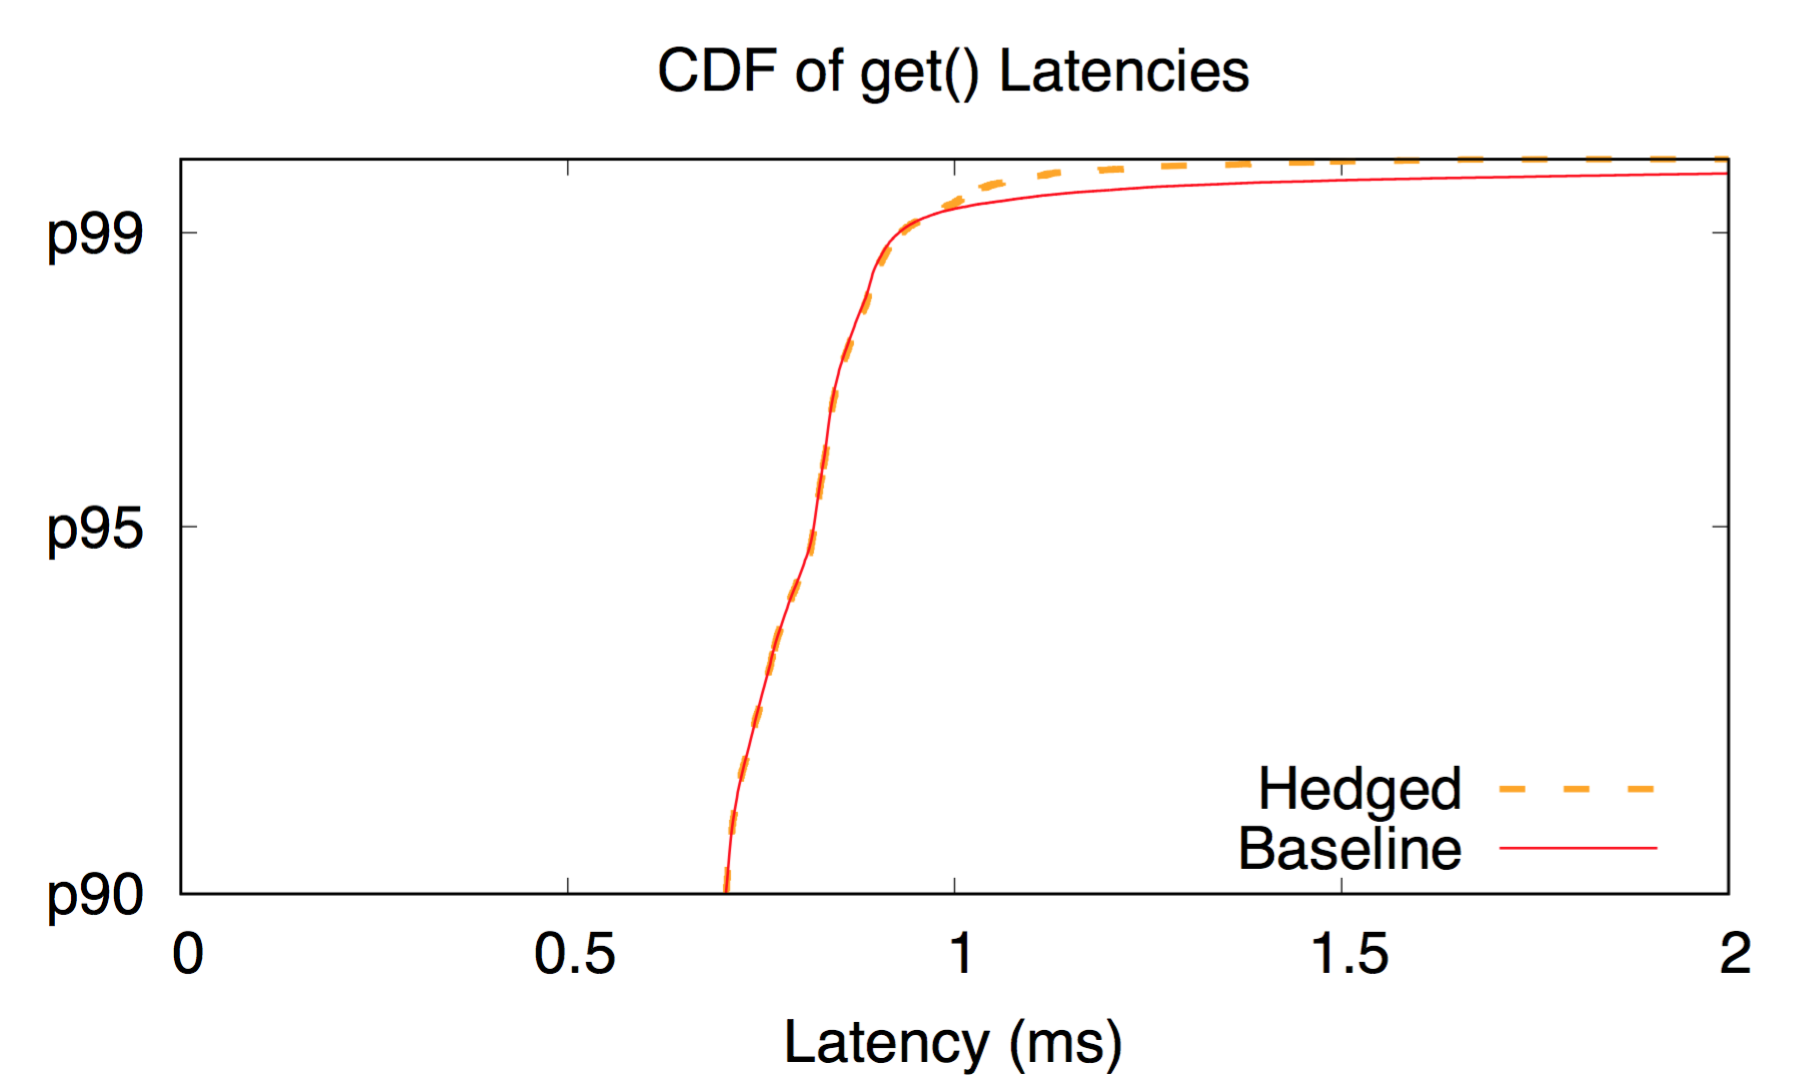 CDF of get() Latencies
p99
p95
p90
Hedged
Baseline
0 0.5 1 1.5 2
Latency (ms)